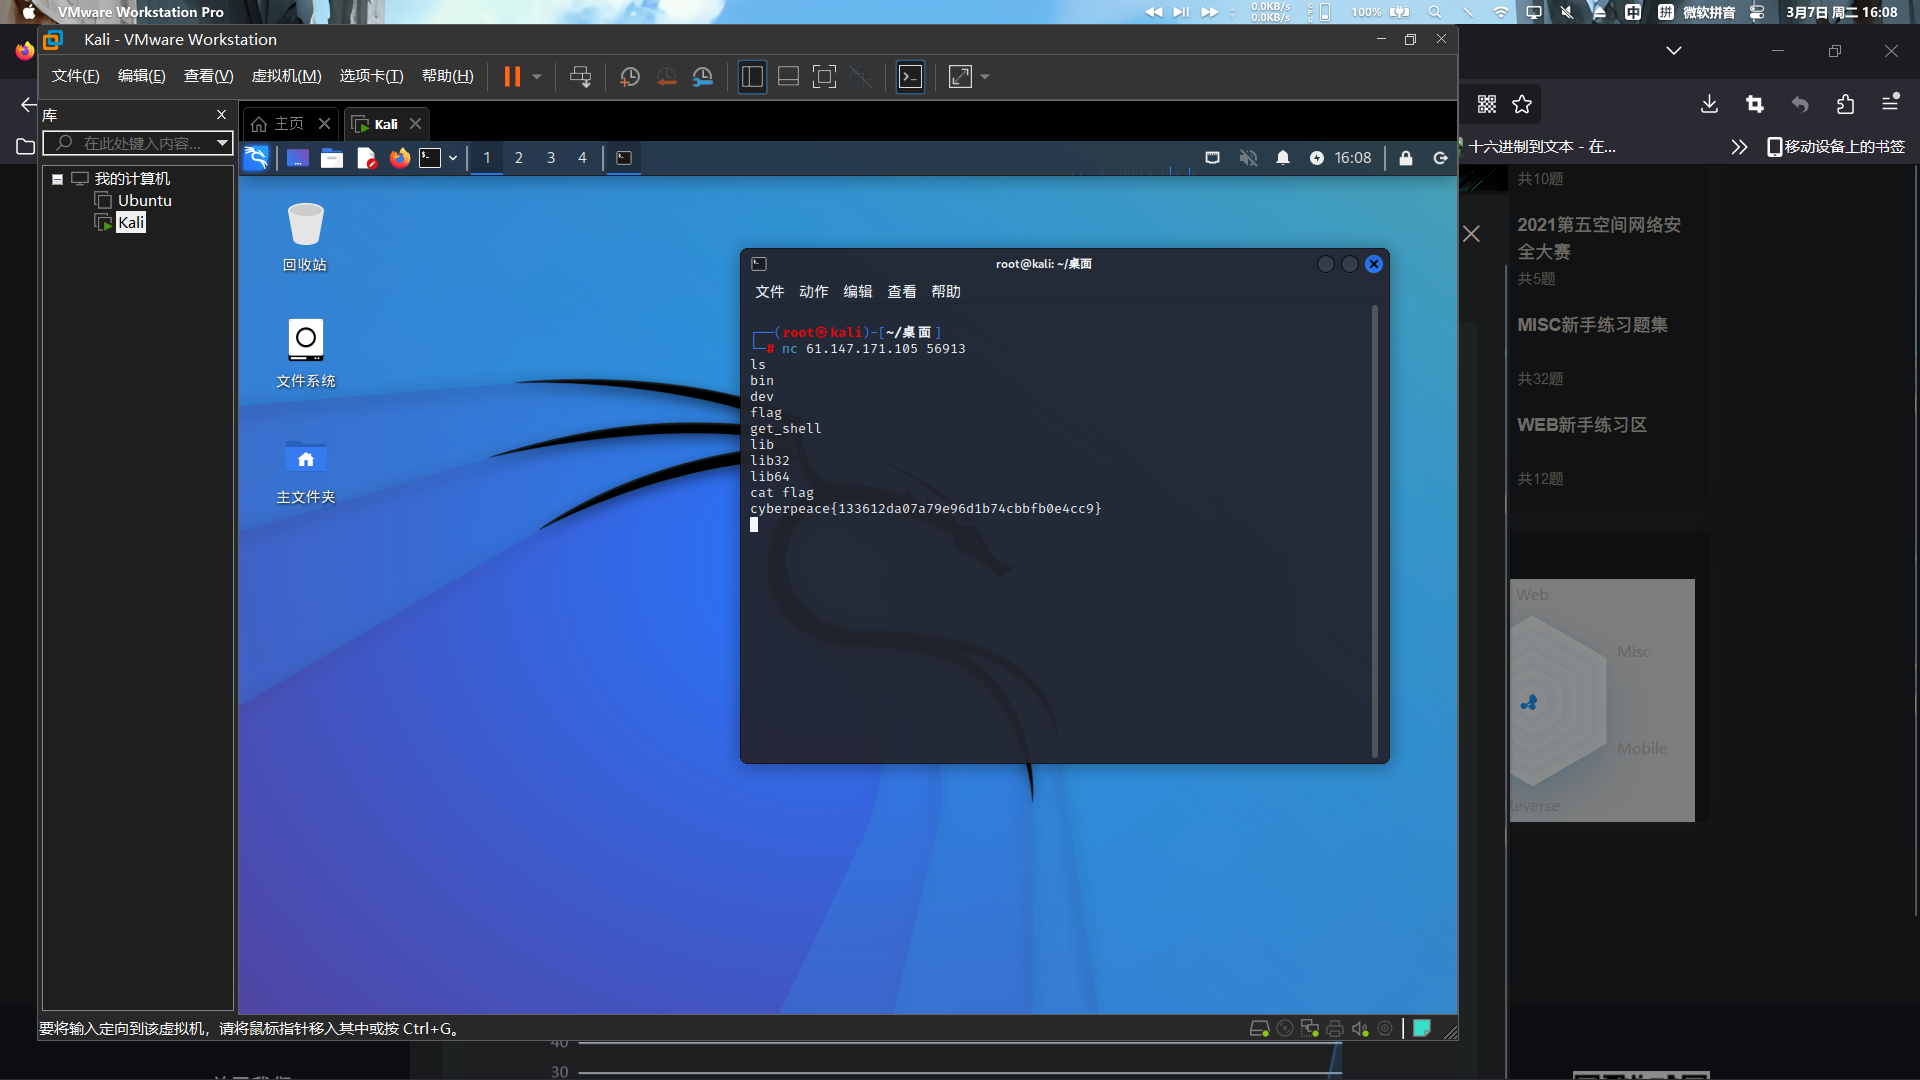 VMware Workstation Pro
0.0KB/s
0.0KB/s
100%
中
拼
微软拼音
3月7日 周二 16:08
Kali - VMware Workstation
文件(F) 编辑(E) 查看(V) 虚拟机(M) 选项卡(T) 帮助(H)
库
在此处键入内容...
我的计算机
Ubuntu
Kali
主页
Kali
1 2 3 4
16:08
回收站
文件系统
主文件夹
root@kali: ~/桌面
文件 动作 编辑 查看 帮助
┌──(root㉿kali)-[~/桌面]
└─# nc 61.147.171.105 56913
ls
bin
dev
flag
get_shell
lib
lib32
lib64
cat flag
cyberpeace{133612da07a79e96d1b74cbbfb0e4cc9}
十六进制到文本 - 在...
移动设备上的书签
共10题
2021第五空间网络安
全大赛
共5题
MISC新手练习题集
共32题
WEB新手练习区
共12题
Web
Misc
Mobile
Reverse
要将输入定向到该虚拟机，请将鼠标指针移入其中或按 Ctrl+G。
40
30